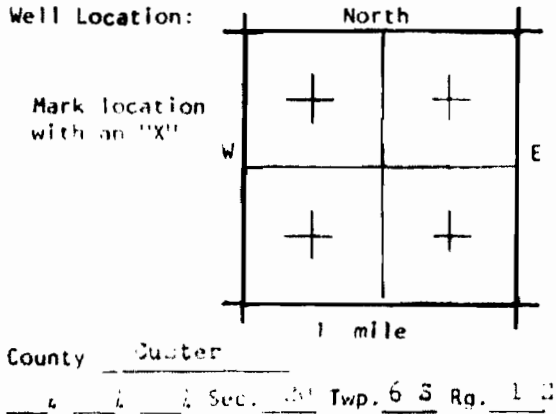 Well Location:
North
Mark location
with an "X"
W
E
1 mile
County Custer
¼ ¼ ¼ Sec. Twp. 6 S Rg. 1